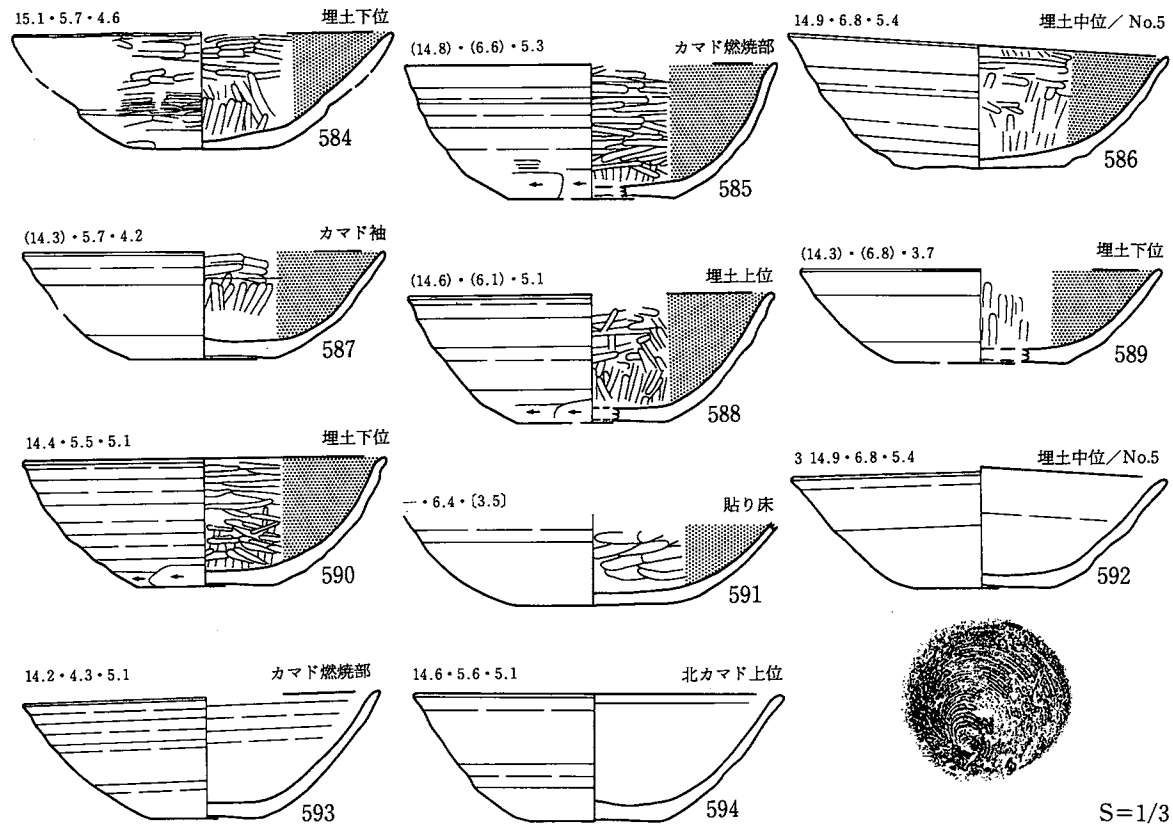 15.1・5.7・4.6 埋土下位
584
(14.8)・(6.6)・5.3 カマド燃焼部
585
14.9・6.8・5.4 埋土中位／No.5
586
(14.3)・5.7・4.2 カマド袖
587
(14.6)・(6.1)・5.1 埋土上位
588
(14.3)・(6.8)・3.7 埋土下位
589
14.4・5.5・5.1 埋土下位
590
―・6.4・〔3.5〕 貼り床
591
3 14.9・6.8・5.4 埋土中位／No.5
592
14.2・4.3・5.1 カマド燃焼部
593
14.6・5.6・5.1 北カマド上位
594
S=1/3